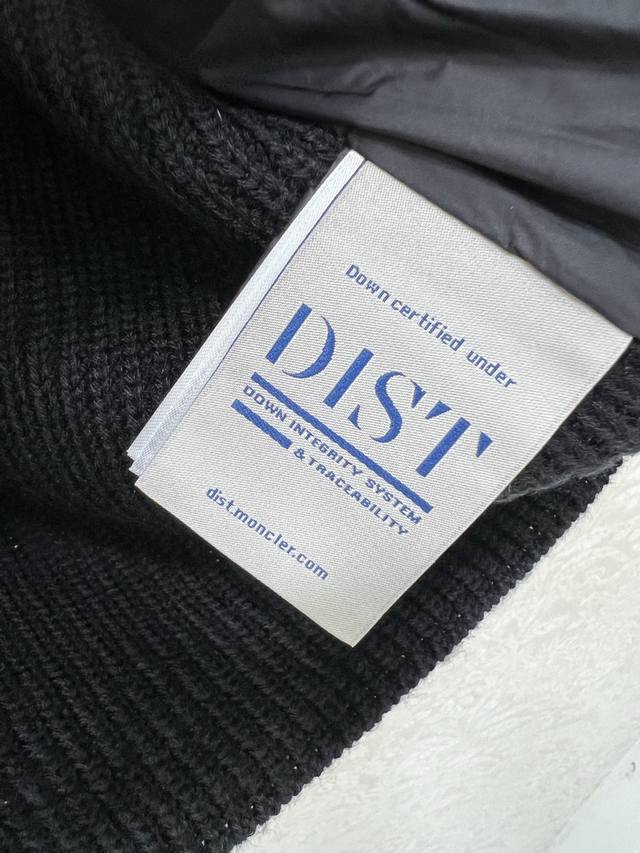 Down certified under
DIST
DOWN INTEGRITY SYSTEM
& TRACEABILITY
dist.moncler.com